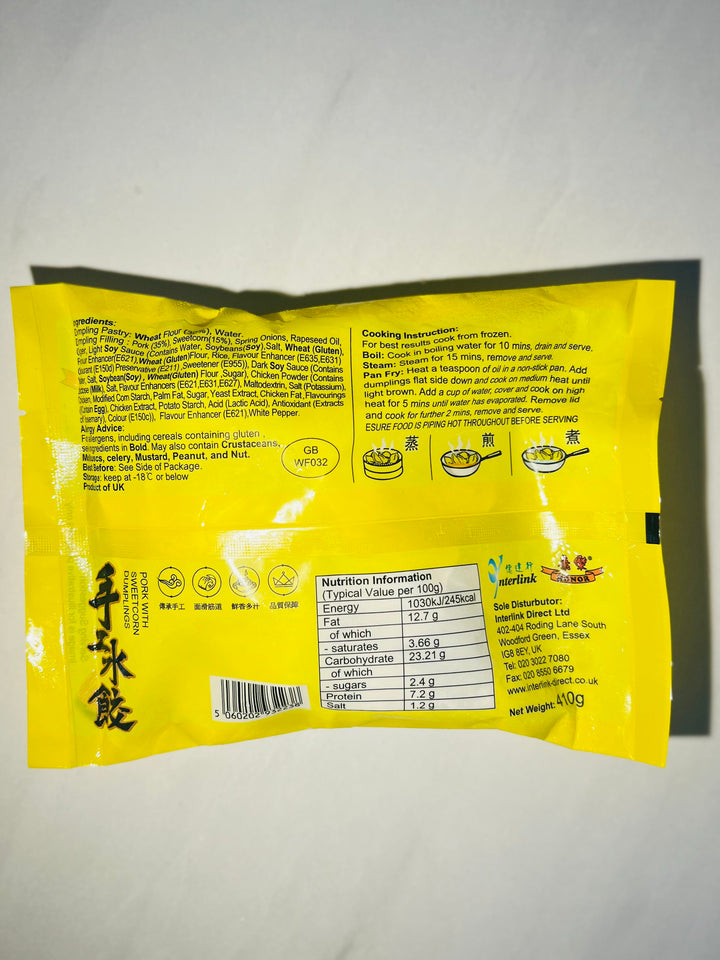 Ingredients:
Dumpling Pastry: Wheat Flour Water.
Dumpling Filling : Pork (35%), Sweetcorn(15%), Spring Onions, Rapeseed Oil,
Light Soy Sauce (Contains Water, Soybeans(Soy),Salt, Wheat (Gluten),
Enhancer(E621),Wheat (Gluten)Flour, Rice, Flavour Enhancer (E635,E631)
(E150d) Preservative (E211) ,Sweetener (E955)), Dark Soy Sauce (Contains
Salt, Soybean(Soy) , Wheat(Gluten) Flour ,Sugar), Chicken Powder (Contains
(Milk), Salt, Flavour Enhancers (E621,E631,E627), Maltodextrin, Salt (Potassium),
Modified Corn Starch, Palm Fat, Sugar, Yeast Extract, Chicken Fat, Flavourings
Egg), Chicken Extract, Potato Starch, Acid (Lactic Acid), Antioxidant (Extracts
Colour (E150c)), Flavour Enhancer (E621),White Pepper.
Advice:
allergens, including cereals containing gluten ,
ingredients in Bold. May also contain Crustaceans,
celery, Mustard, Peanut, and Nut.
Before: See Side of Package.
Storage: keep at -18°C or below
Product of UK
GB
WF032
Cooking Instruction:
For best results cook from frozen.
Boil: Cook in boiling water for 10 mins, drain and serve.
Steam: Steam for 15 mins, remove and serve.
Pan Fry: Heat a teaspoon of oil in a non-stick pan. Add
dumplings flat side down and cook on medium heat until
light brown. Add a cup of water, cover and cook on high
heat for 5 mins until water has evaporated. Remove lid
and cook for further 2 mins, remove and serve.
ESURE FOOD IS PIPING HOT THROUGHOUT BEFORE SERVING
蒸 煎 煮
手工水餃
PORK WITH
SWEETCORN
DUMPLINGS
傳承手工 面滑筋道 鮮香多汁 品質保障
5 060202
Nutrition Information
(Typical Value per 100g)
Energy 1030kJ/245kcal
Fat 12.7 g
of which
- saturates 3.66 g
Carbohydrate 23.21 g
of which
- sugars 2.4 g
Protein 7.2 g
Salt 1.2 g
Interlink
HONOR
Sole Disturbutor:
Interlink Direct Ltd
402-404 Roding Lane South
Woodford Green, Essex
IG8 8EY, UK
Tel: 020 3022 7080
Fax: 020 8550 6679
www.interlink-direct.co.uk
Net Weight: 410g